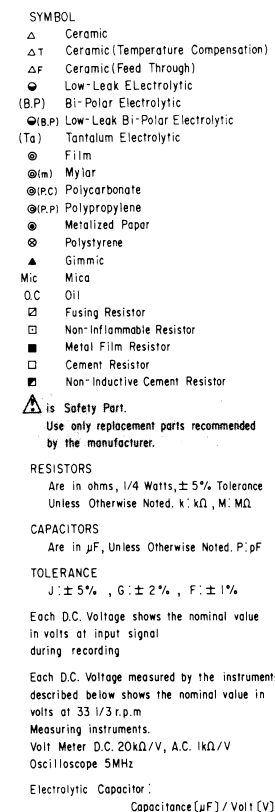 SYMBOL
△ Ceramic
△T Ceramic (Temperature Compensation)
△F Ceramic (Feed Through)
◒ Low-Leak ELectrolytic
(B.P) Bi-Polar Electrolytic
◒(B.P) Low-Leak Bi-Polar Electrolytic
(Ta) Tantalum Electrolytic
◎ Film
◎(m) Mylar
◎(P.C) Polycarbonate
◎(P.P) Polypropylene
◉ Metalized Papar
⊗ Polystyrene
▲ Gimmic
Mic Mica
O.C Oil
⍁ Fusing Resistor
⊡ Non-Inflammable Resistor
■ Metal Film Resistor
□ Cement Resistor
◩ Non-Inductive Cement Resistor
⚠ is Safety Part.
Use only replacement parts recommended
by the manufacturer.
RESISTORS
Are in ohms, 1/4 Watts, ± 5% Tolerance
Unless Otherwise Noted. k: kΩ, M: MΩ
CAPACITORS
Are in µF, Unless Otherwise Noted. P: pF
TOLERANCE
J: ± 5% , G: ± 2% , F: ± 1%
Each D.C. Voltage shows the nominal value
in volts at input signal
during recording
Each D.C. Voltage measured by the instrument
described below shows the nominal value in
volts at 33 1/3 r.p.m
Measuring instruments.
Volt Meter D.C. 20kΩ/V, A.C. 1kΩ/V
Oscilloscope 5MHz
Electrolytic Capacitor:
Capacitance [µF] / Volt [V]